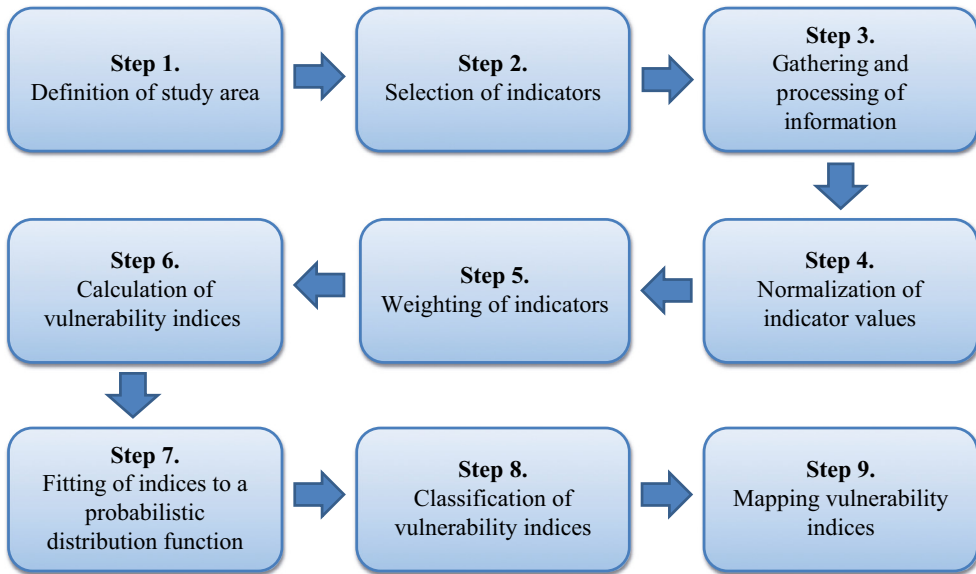 Step 1.
Definition of study area
Step 2.
Selection of indicators
Step 3.
Gathering and
processing of
information
Step 4.
Normalization of
indicator values
Step 5.
Weighting of indicators
Step 6.
Calculation of
vulnerability indices
Step 7.
Fitting of indices to a
probabilistic
distribution function
Step 8.
Classification of
vulnerability indices
Step 9.
Mapping vulnerability
indices